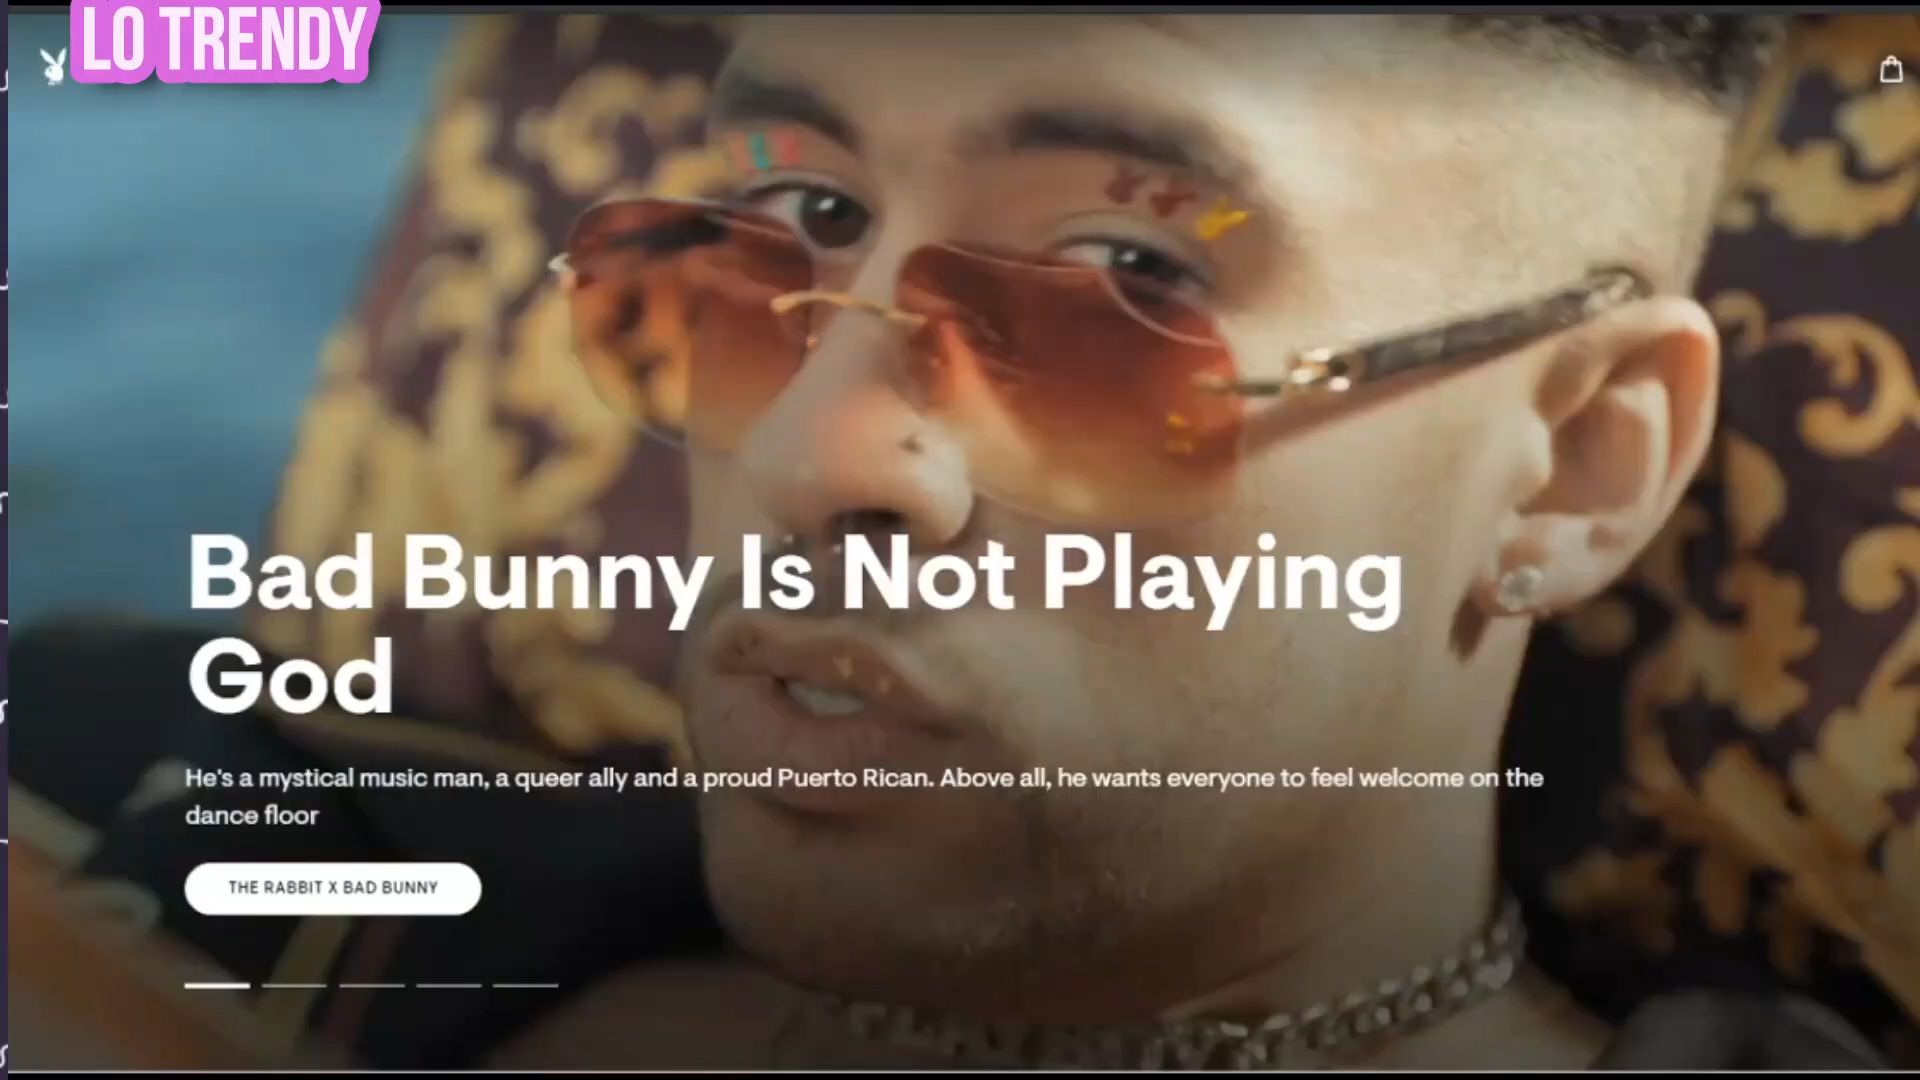 LO TRENDY
Bad Bunny Is Not Playing
God
He's a mystical music man, a queer ally and a proud Puerto Rican. Above all, he wants everyone to feel welcome on the
dance floor
THE RABBIT X BAD BUNNY